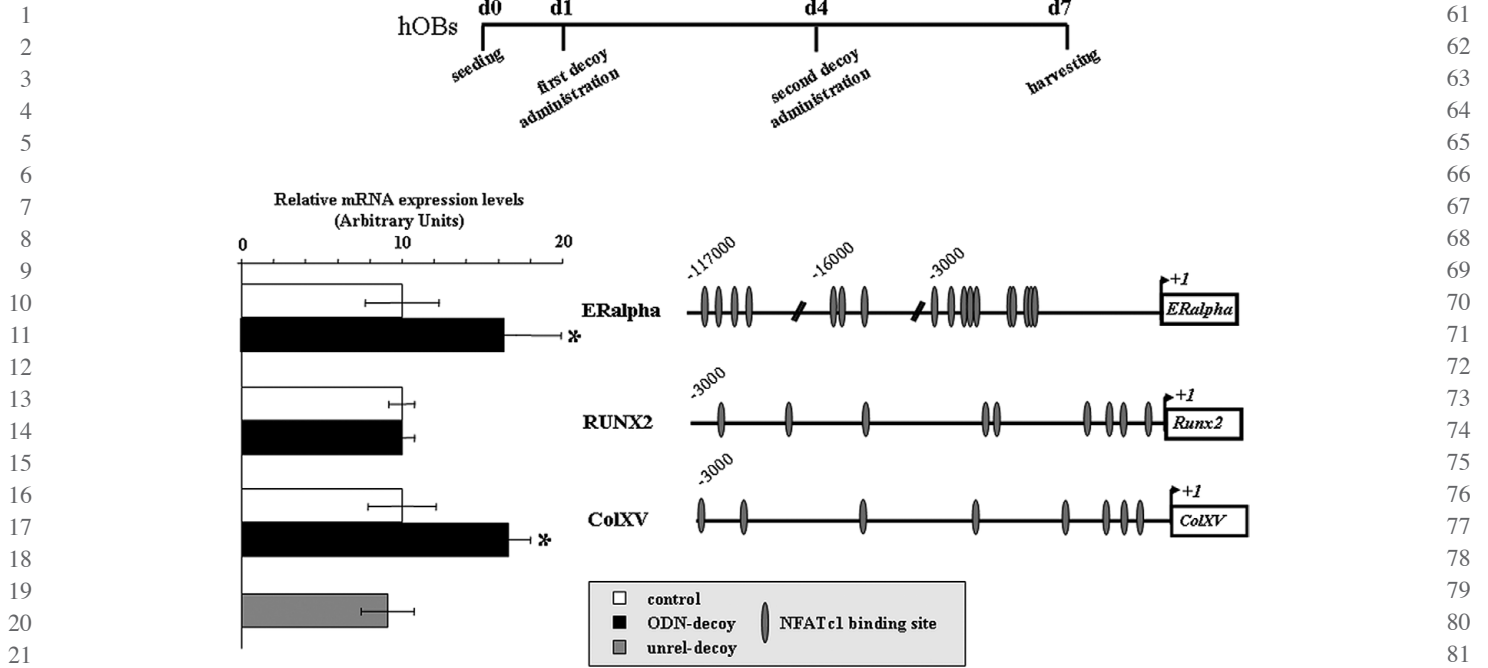 d0 d1 d4 d7
hOBs
seeding
first decoy
administration
second decoy
administration
harvesting
Relative mRNA expression levels
(Arbitrary Units)
0 10 20
*
*
ERalpha
-117000 -16000 -3000
+1
ERalpha
RUNX2
-3000
+1
Runx2
ColXV
-3000
+1
ColXV
control
ODN-decoy
unrel-decoy
NFATc1 binding site
1
2
3
4
5
6
7
8
9
10
11
12
13
14
15
16
17
18
19
20
21
61
62
63
64
65
66
67
68
69
70
71
72
73
74
75
76
77
78
79
80
81